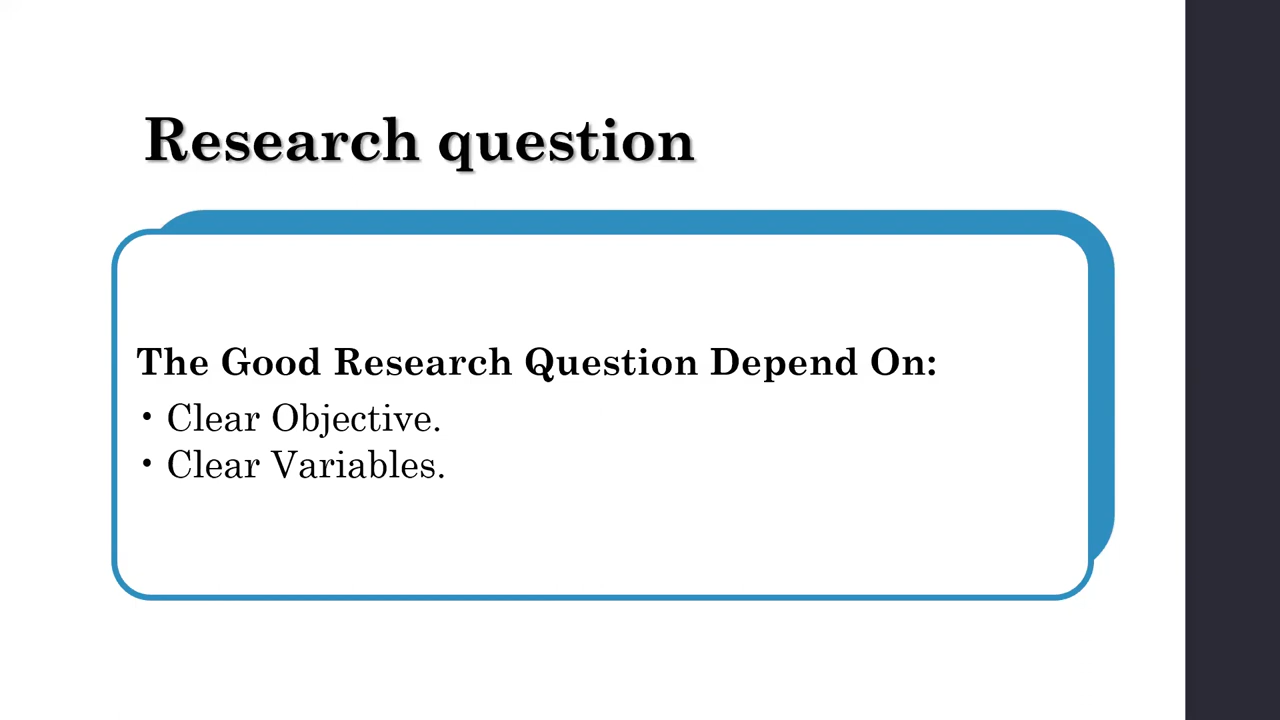 Research question
The Good Research Question Depend On:
• Clear Objective.
• Clear Variables.